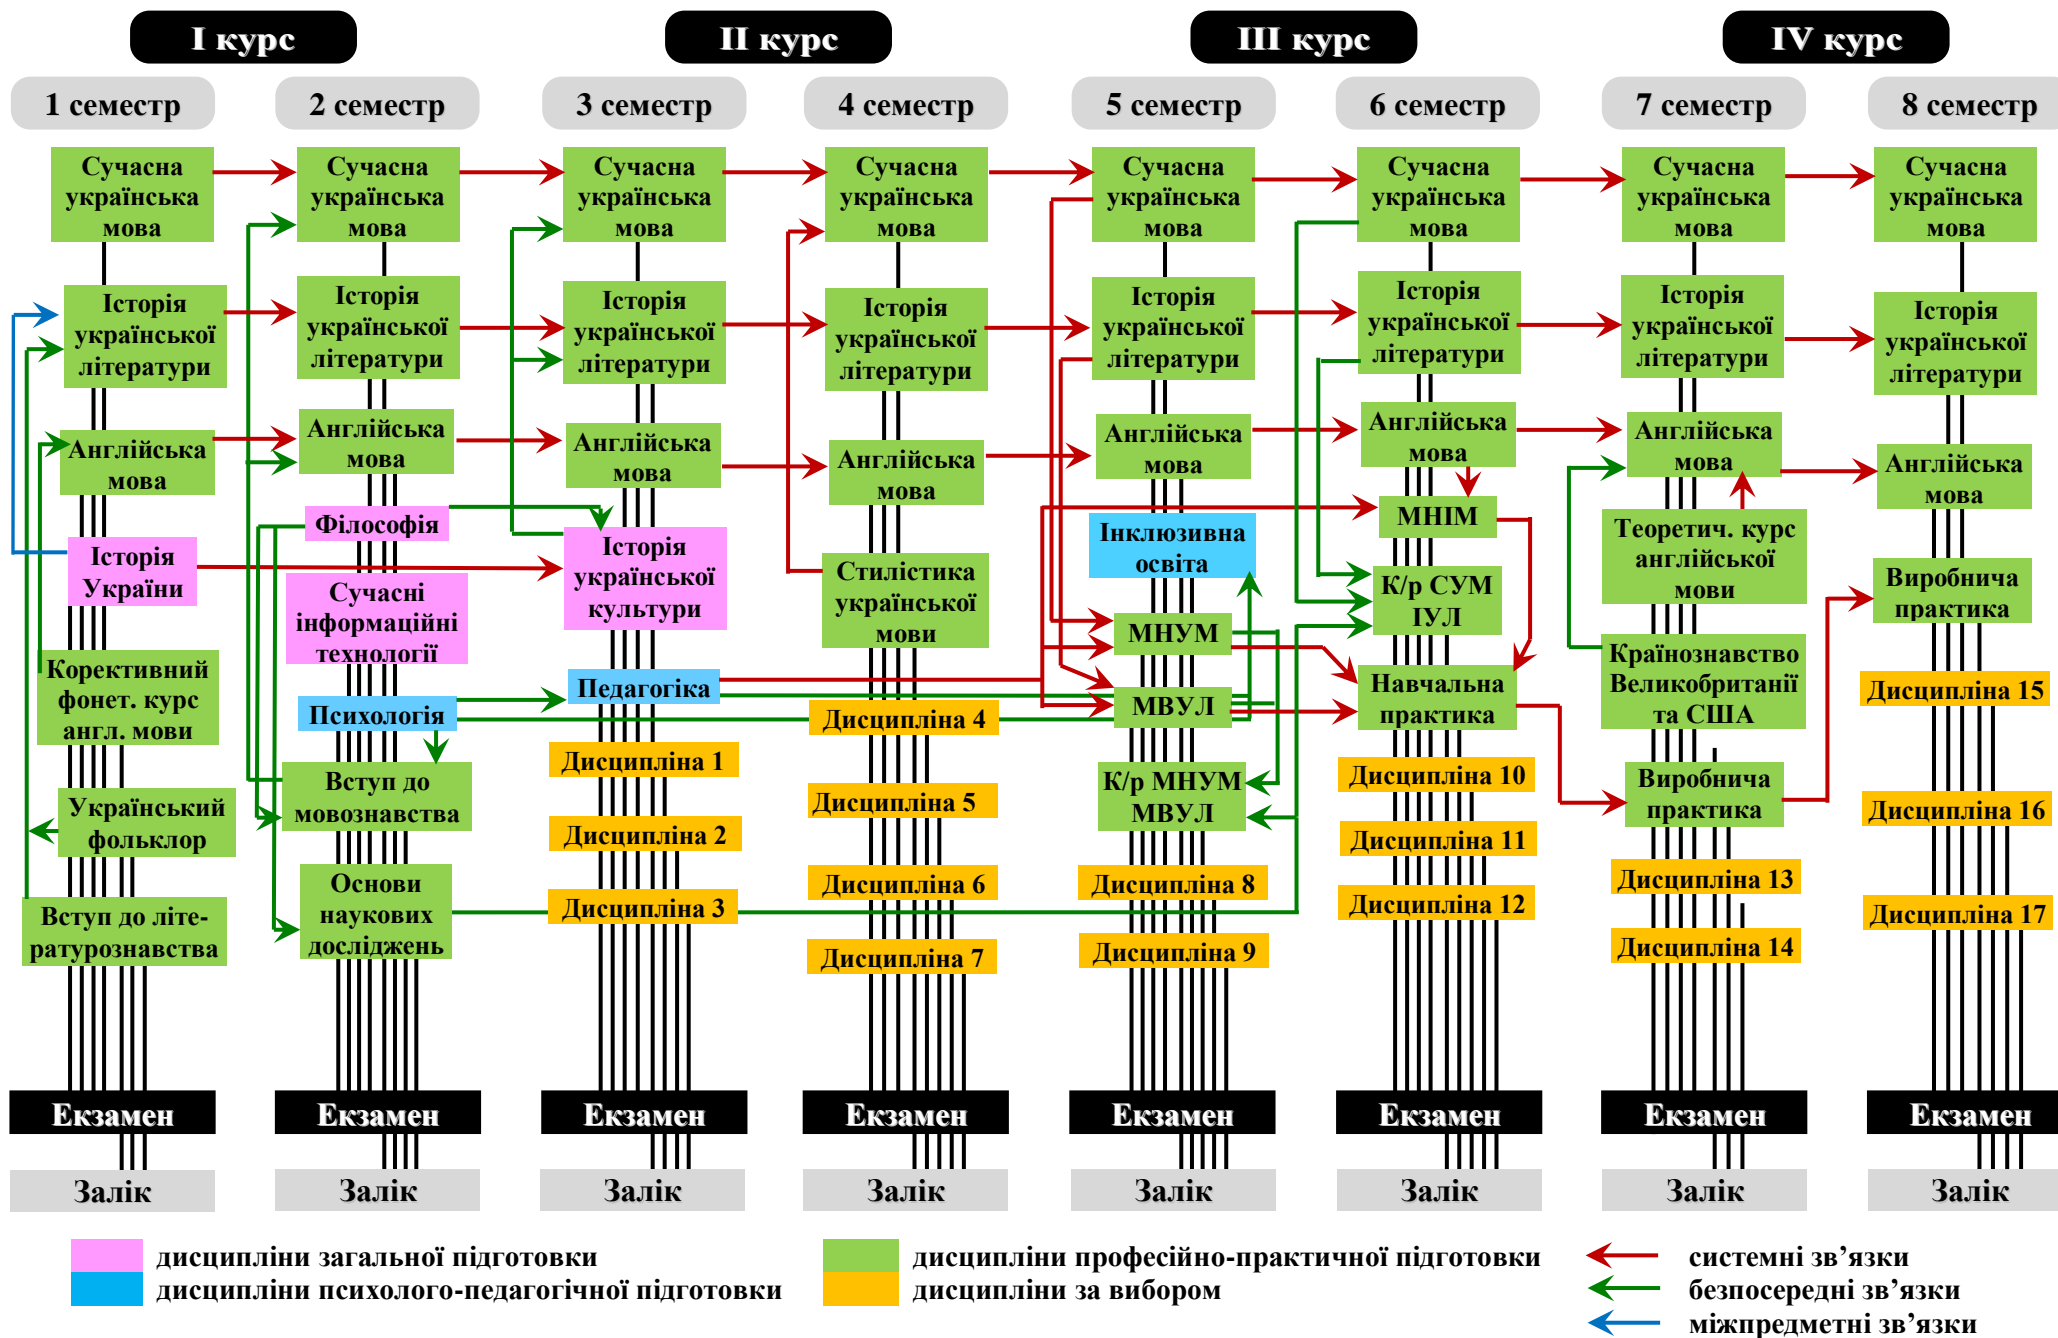 I курс
II курс
III курс
IV курс
1 семестр
2 семестр
3 семестр
4 семестр
5 семестр
6 семестр
7 семестр
8 семестр
Сучасна
українська
мова
Історія
української
літератури
Англійська
мова
Історія
України
Корективний
фонет. курс
англ. мови
Український
фольклор
Вступ до літе-
ратурознавства
Сучасна
українська
мова
Історія
української
літератури
Англійська
мова
Філософія
Сучасні
інформаційні
технології
Психологія
Вступ до
мовознавства
Основи
наукових
досліджень
Сучасна
українська
мова
Історія
української
літератури
Англійська
мова
Історія
української
культури
Педагогіка
Дисципліна 1
Дисципліна 2
Дисципліна 3
Сучасна
українська
мова
Історія
української
літератури
Англійська
мова
Стилістика
української
мови
Дисципліна 4
Дисципліна 5
Дисципліна 6
Дисципліна 7
Сучасна
українська
мова
Історія
української
літератури
Англійська
мова
Інклюзивна
освіта
МНУМ
МВУЛ
К/р МНУМ
МВУЛ
Дисципліна 8
Дисципліна 9
Сучасна
українська
мова
Історія
української
літератури
Англійська
мова
МНІМ
К/р СУМ
ІУЛ
Навчальна
практика
Дисципліна 10
Дисципліна 11
Дисципліна 12
Сучасна
українська
мова
Історія
української
літератури
Англійська
мова
Теоретич. курс
англійської
мови
Країнознавство
Великобританії
та США
Виробнича
практика
Дисципліна 13
Дисципліна 14
Сучасна
українська
мова
Історія
української
літератури
Англійська
мова
Виробнича
практика
Дисципліна 15
Дисципліна 16
Дисципліна 17
Екзамен
Екзамен
Екзамен
Екзамен
Екзамен
Екзамен
Екзамен
Екзамен
Залік
Залік
Залік
Залік
Залік
Залік
Залік
Залік
дисципліни загальної підготовки
дисципліни психолого-педагогічної підготовки
дисципліни професійно-практичної підготовки
дисципліни за вибором
системні зв’язки
безпосередні зв’язки
міжпредметні зв’язки